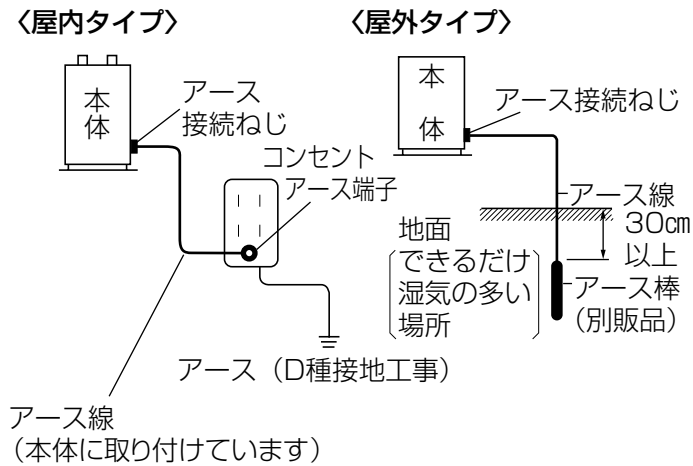 〈屋内タイプ〉
本
体
アース
接続ねじ
コンセント
アース端子
アース（D種接地工事）
アース線
（本体に取り付けています）
〈屋外タイプ〉
本
体
アース接続ねじ
アース線
30㎝
以上
地面
できるだけ
湿気の多い
場所
アース棒
（別販品）